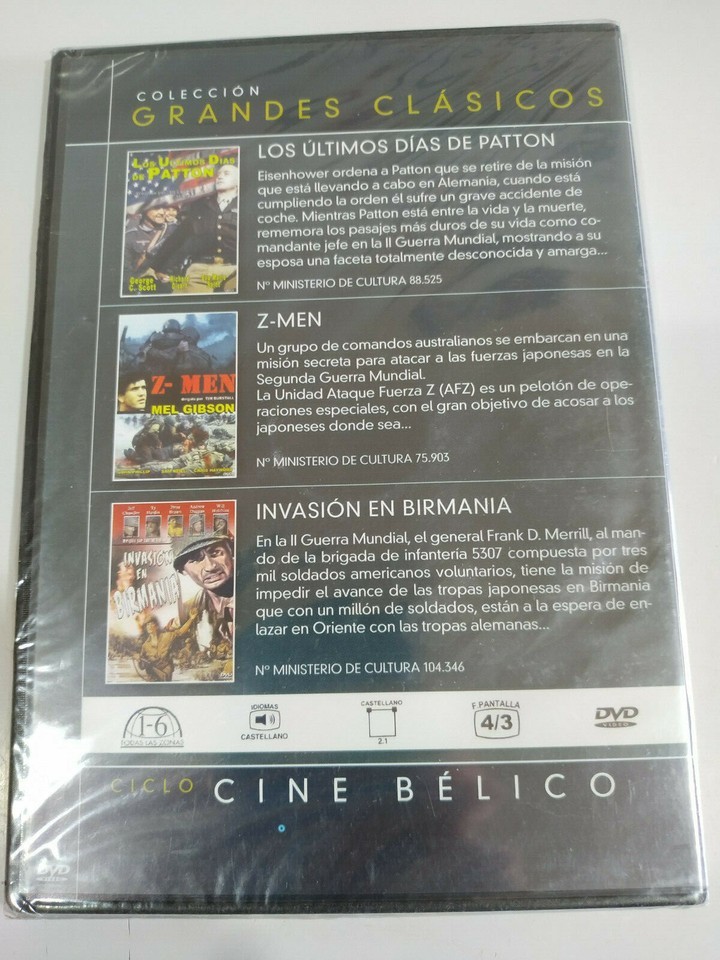 COLECCIÓN
GRANDES CLÁSICOS
LOS ÚLTIMOS DÍAS DE PATTON
Eisenhower ordena a Patton que se retire de la misión
que está llevando a cabo en Alemania, cuando está
cumpliendo la orden él sufre un grave accidente de
coche. Mientras Patton está entre la vida y la muerte,
rememora los pasajes más duros de su vida como co-
mandante jefe en la II Guerra Mundial, mostrando a su
esposa una faceta totalmente desconocida y amarga...
Nº MINISTERIO DE CULTURA 88.525
LOS ÚLTIMOS DÍAS
DE PATTON
George
C. Scott
Z-MEN
Un grupo de comandos australianos se embarcan en una
misión secreta para atacar a las fuerzas japonesas en la
Segunda Guerra Mundial.
La Unidad Ataque Fuerza Z (AFZ) es un pelotón de ope-
raciones especiales, con el gran objetivo de acosar a los
japoneses donde sea...
Nº MINISTERIO DE CULTURA 75.903
Z- MEN
MEL GIBSON
INVASIÓN EN BIRMANIA
En la II Guerra Mundial, el general Frank D. Merrill, al man-
do de la brigada de infantería 5307 compuesta por tres
mil soldados americanos voluntarios, tiene la misión de
impedir el avance de las tropas japonesas en Birmania
que con un millón de soldados, están a la espera de en-
lazar en Oriente con las tropas alemanas...
Nº MINISTERIO DE CULTURA 104.346
INVASIÓN
EN
BIRMANIA
1-6
TODAS LAS ZONAS
IDIOMAS
CASTELLANO
CASTELLANO
2.1
F.PANTALLA
4/3
DVD
VIDEO
CICLO CINE BÉLICO
DVD